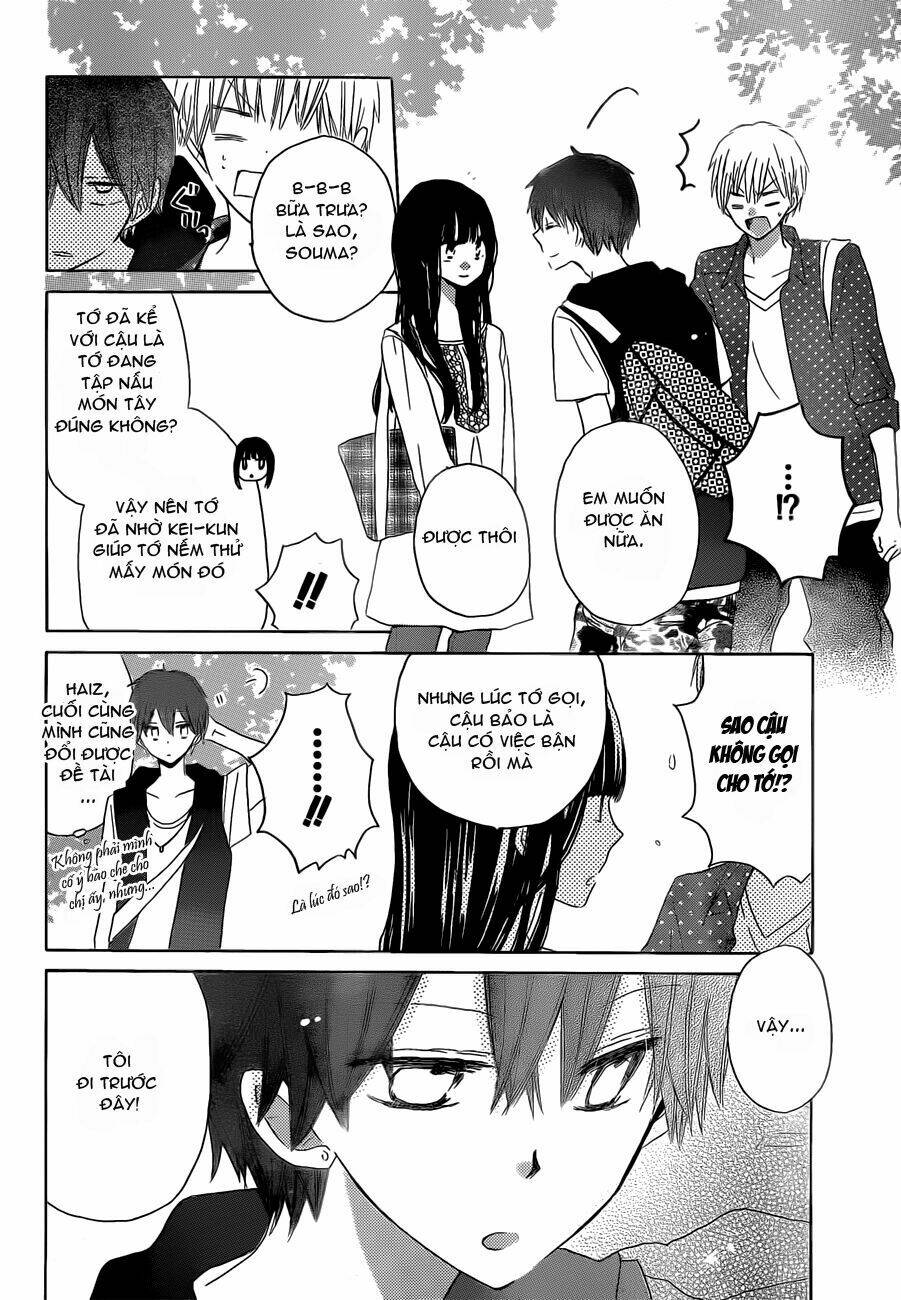 EM MUỐN
ĐƯỢC ĂN
NỮA.
...
!?
ĐƯỢC THÔI
B-B-B
BỮA TRƯA?
LÀ SAO,
SOUMA?
TỚ ĐÃ KỂ
VỚI CẬU LÀ
TỚ ĐANG
TẬP NẤU
MÓN TÂY
ĐÚNG KHÔNG?
VẬY NÊN TỚ
ĐÃ NHỜ KEI-KUN
GIÚP TỚ NẾM THỬ
MẤY MÓN ĐÓ
!!
SAO CẬU
KHÔNG GỌI
CHO TỚ!?
NHƯNG LÚC TỚ GỌI,
CẬU BẢO LÀ
CẬU CÓ VIỆC BẬN
RỒI MÀ
......!!
Là lúc đó sao!?
HAIZ,
CUỐI CÙNG
MÌNH CŨNG
ĐỔI ĐƯỢC
ĐỀ TÀI
...
Không phải mình
cố ý bao che cho
chị ấy, nhưng...
VẬY...
TÔI
ĐI TRƯỚC
ĐÂY!